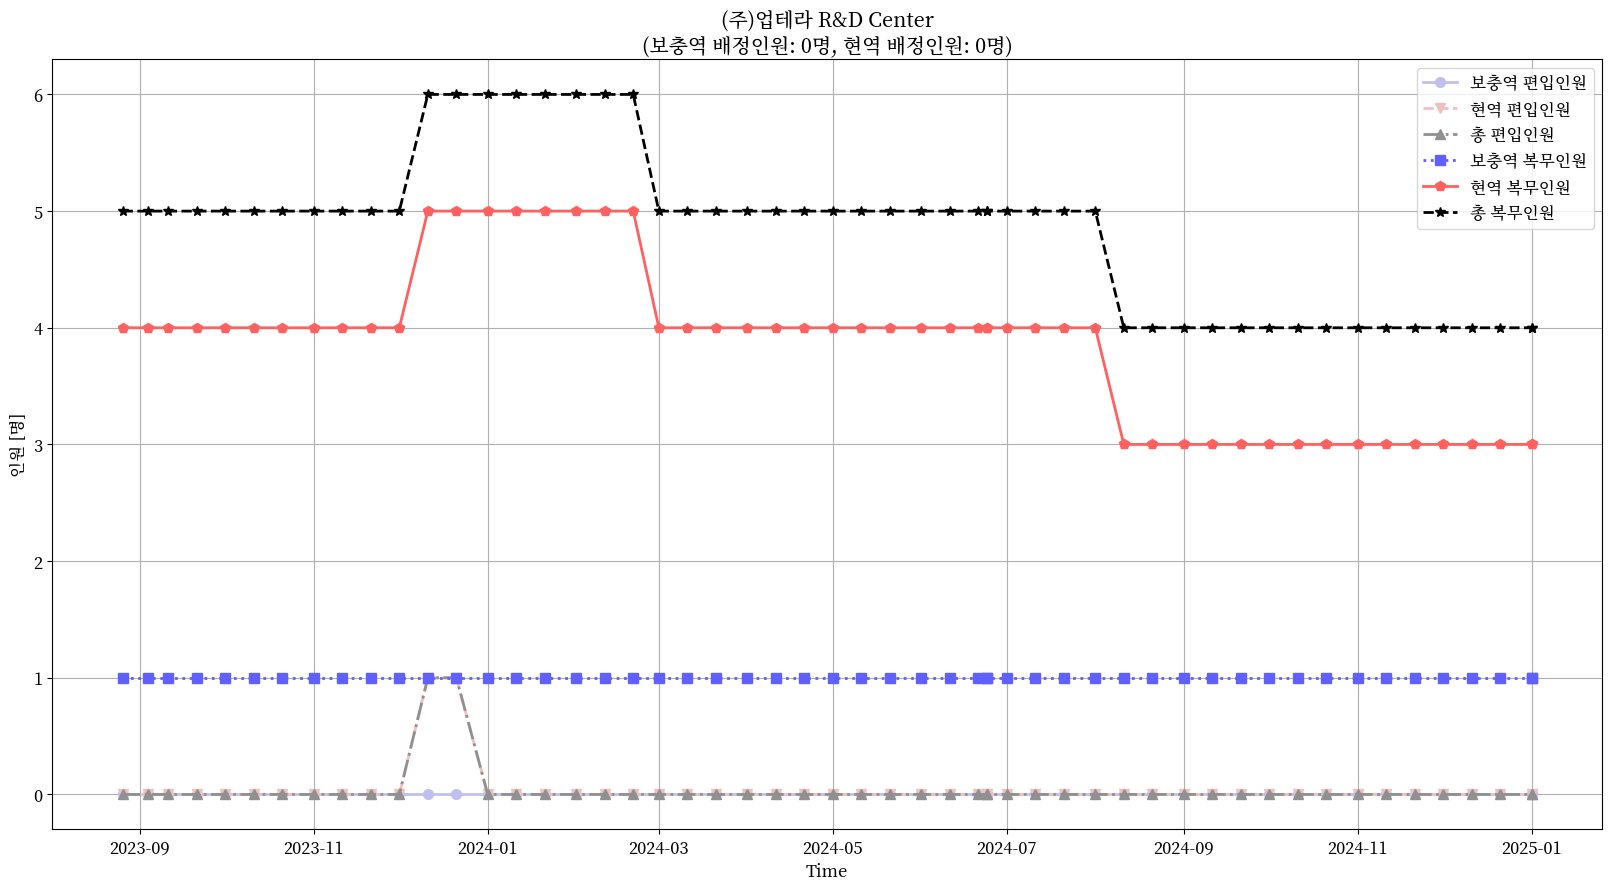 (주)업테라 R&D Center
(보충역 배정인원: 0명, 현역 배정인원: 0명)
보충역 편입인원
현역 편입인원
총 편입인원
보충역 복무인원
현역 복무인원
총 복무인원
인원 [명]
6
5
4
3
2
1
0
2023-09 2023-11 2024-01 2024-03 2024-05 2024-07 2024-09 2024-11 2025-01
Time